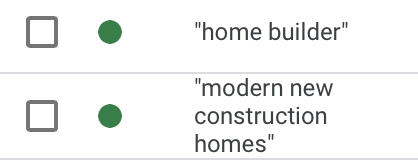 "home builder"
"modern new
construction
homes"